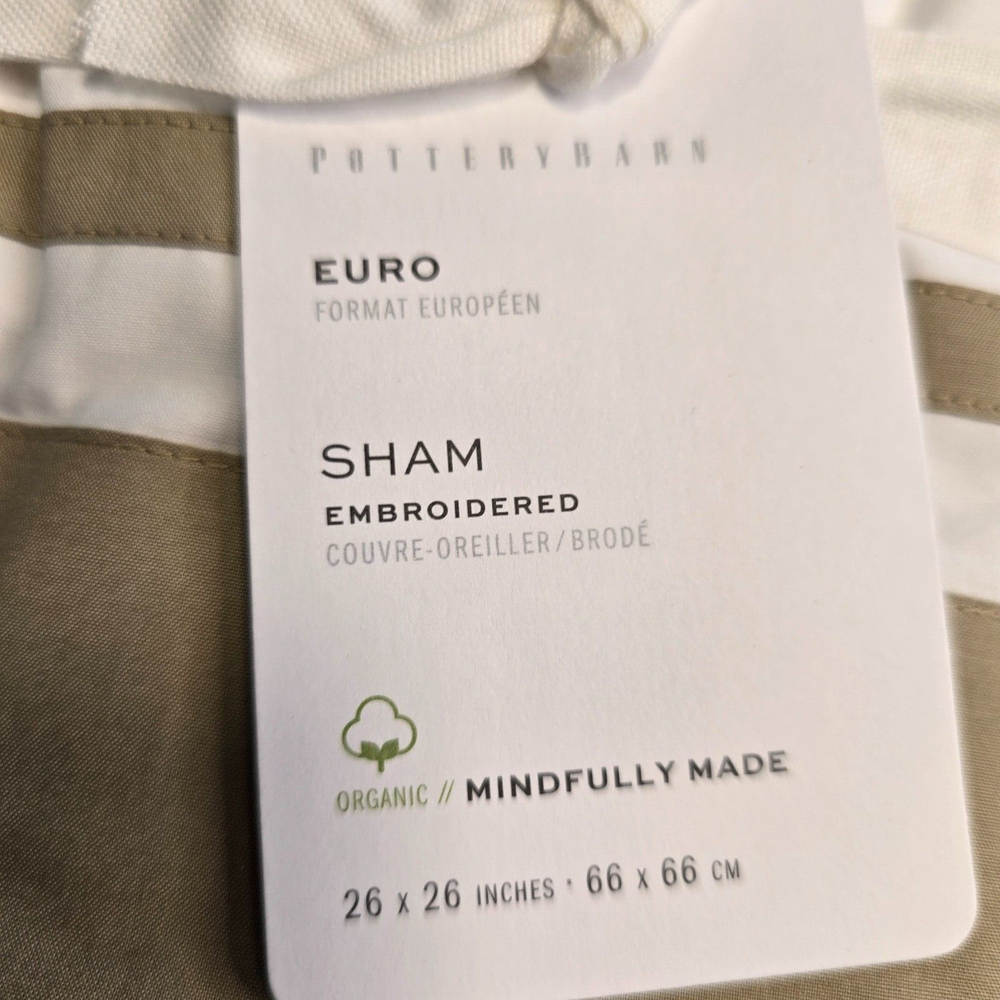 POTTERYBARN
EURO
FORMAT EUROPÉEN
SHAM
EMBROIDERED
COUVRE-OREILLER/BRODÉ
ORGANIC // MINDFULLY MADE
26 x 26 INCHES · 66 x 66 CM